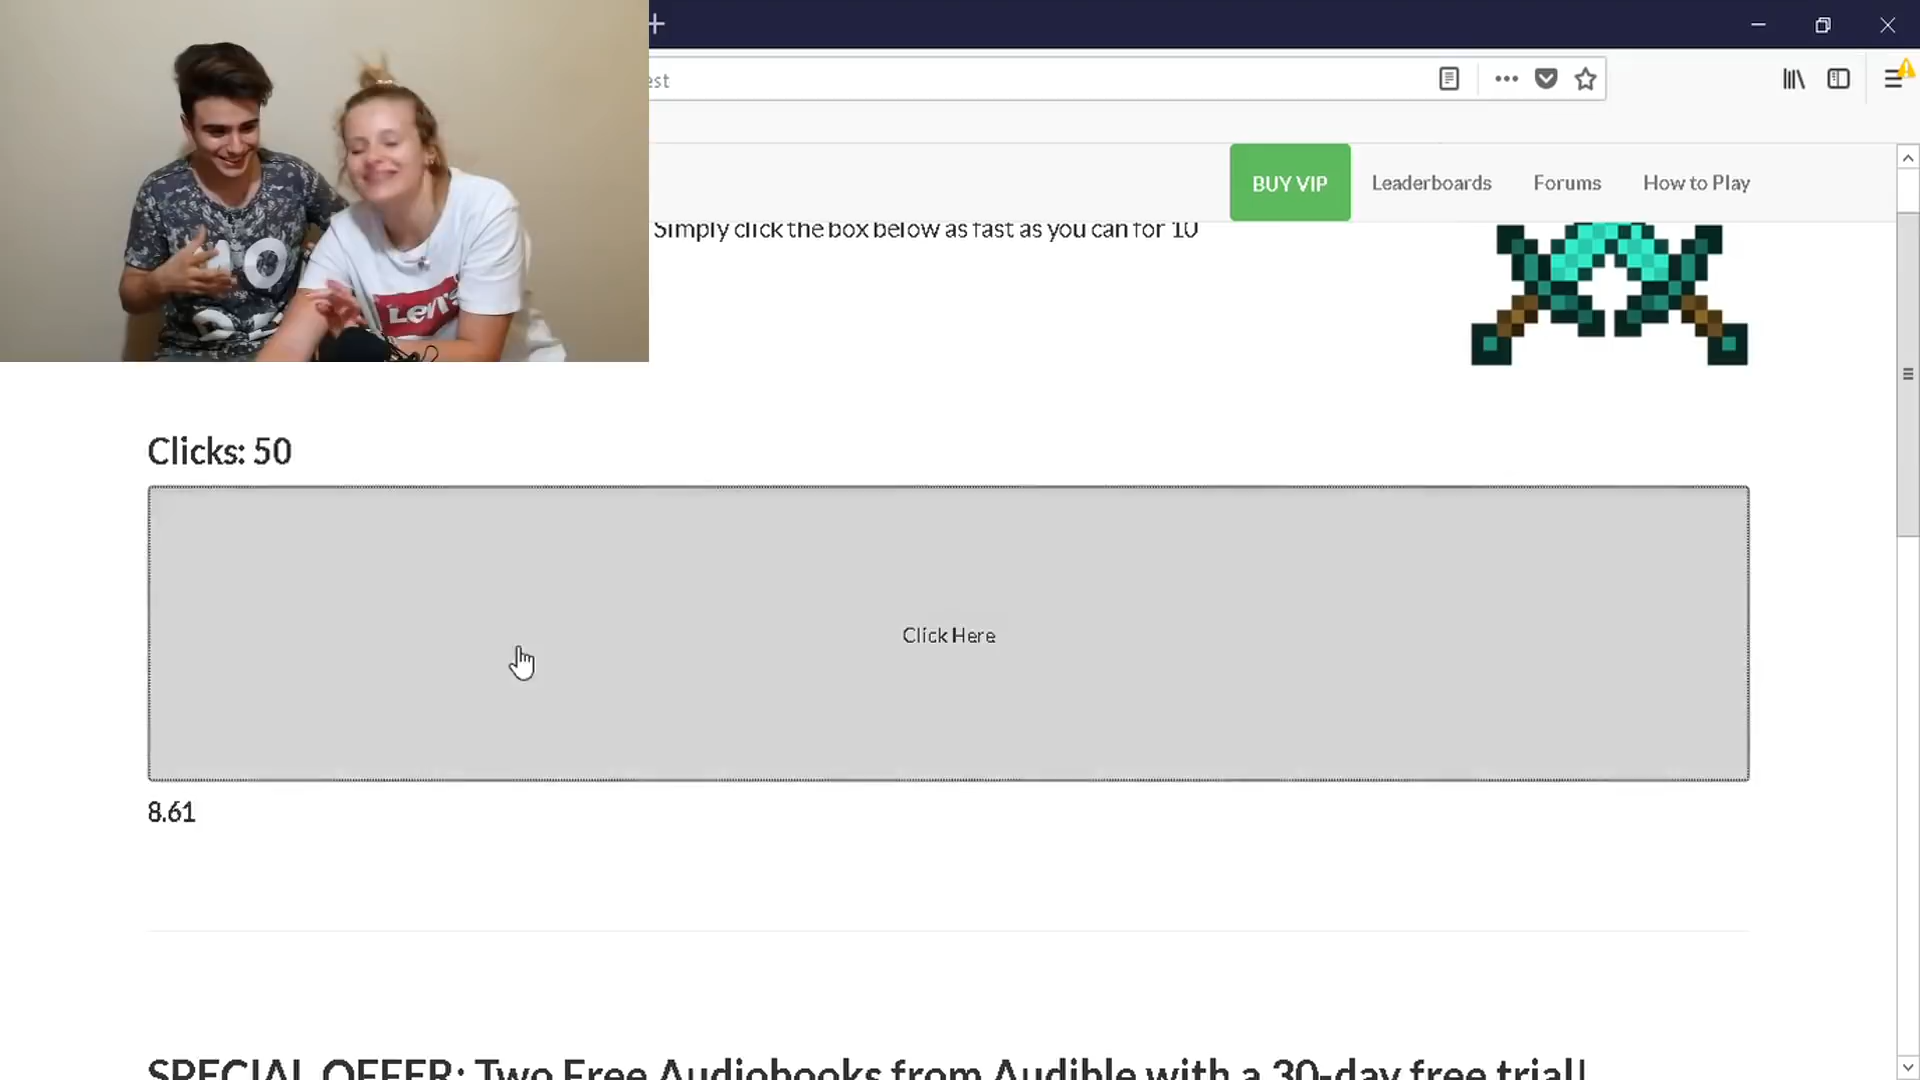 est
BUY VIP
Leaderboards
Forums
How to Play
Simply click the box below as fast as you can for 10
Levi's
Clicks: 50
Click Here
8.61
SPECIAL OFFER: Two Free Audiobooks from Audible with a 30-day free trial!